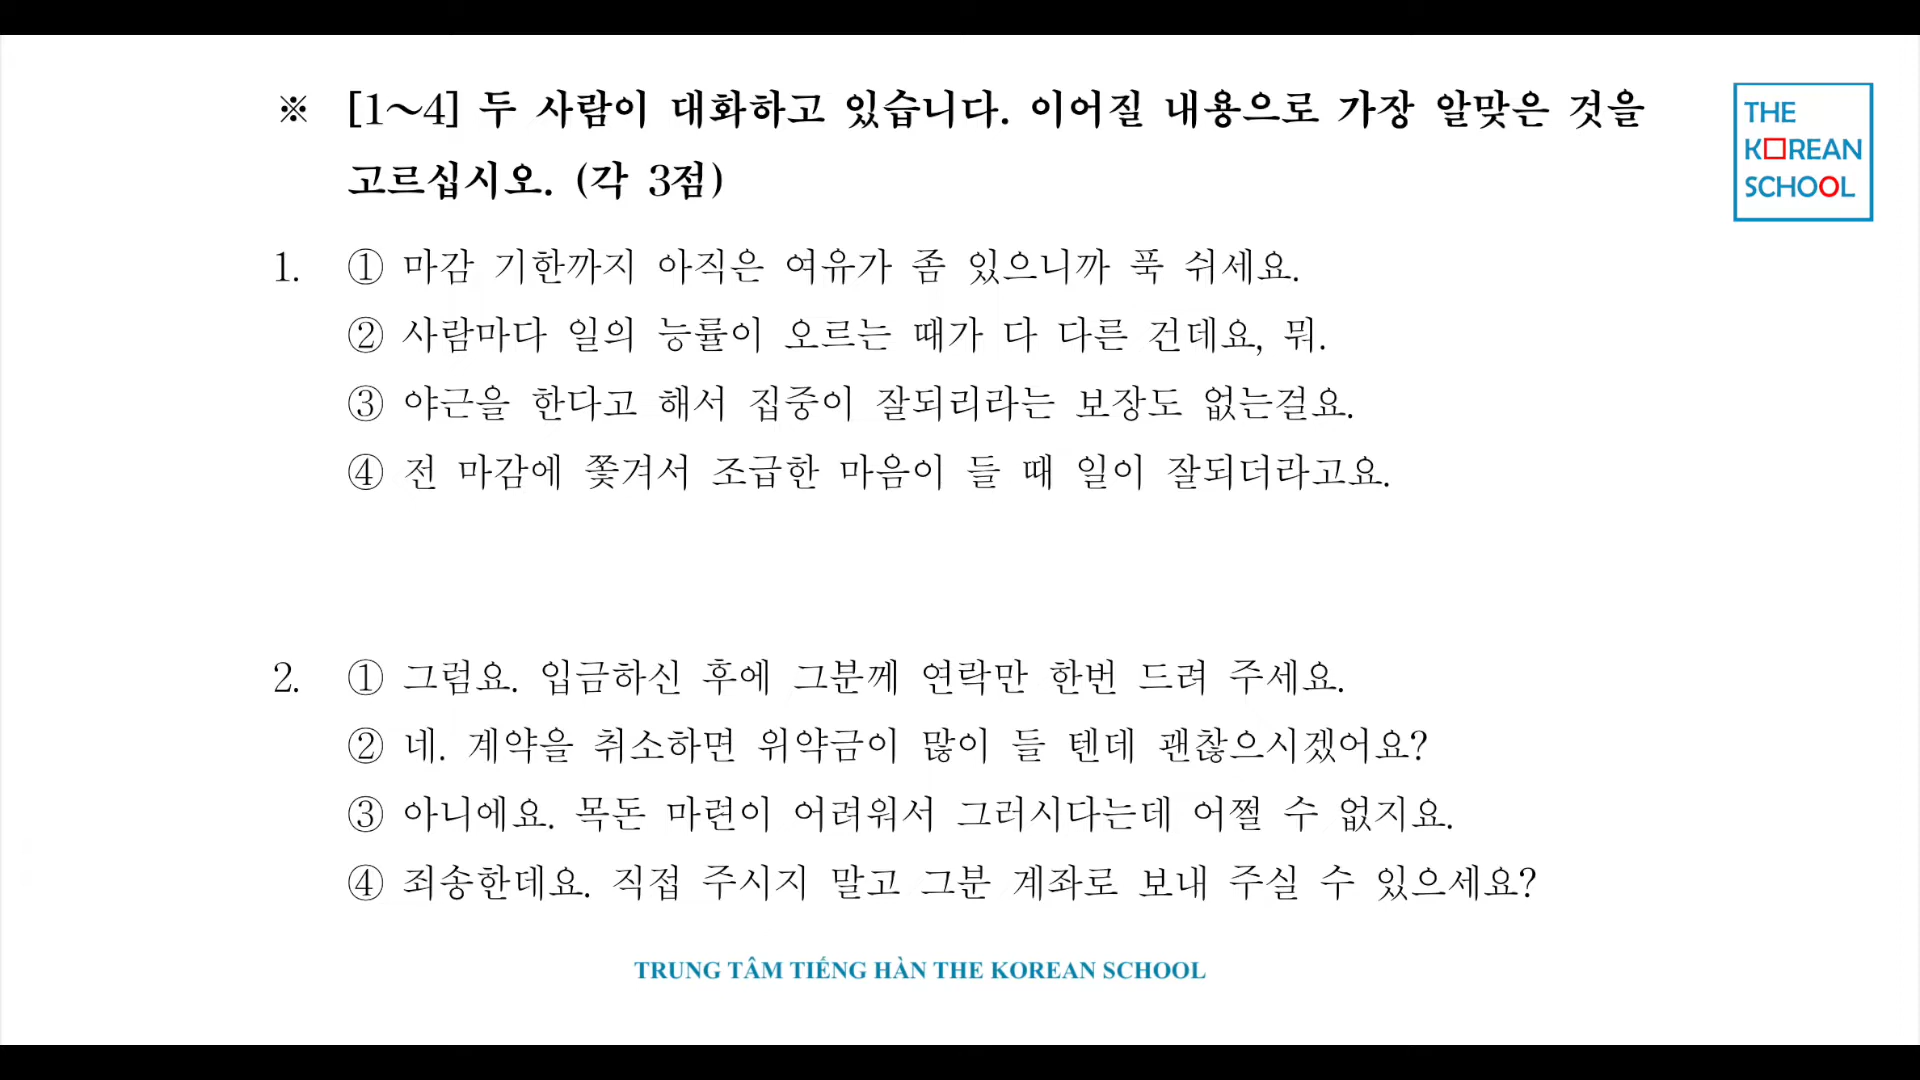 ※ [1～4] 두 사람이 대화하고 있습니다. 이어질 내용으로 가장 알맞은 것을
고르십시오. (각 3점)
THE
KOREAN
SCHOOL
1. ① 마감 기한까지 아직은 여유가 좀 있으니까 푹 쉬세요.
② 사람마다 일의 능률이 오르는 때가 다 다른 건데요, 뭐.
③ 야근을 한다고 해서 집중이 잘되리라는 보장도 없는걸요.
④ 전 마감에 쫓겨서 조급한 마음이 들 때 일이 잘되더라고요.
2. ① 그럼요. 입금하신 후에 그분께 연락만 한번 드려 주세요.
② 네. 계약을 취소하면 위약금이 많이 들 텐데 괜찮으시겠어요?
③ 아니에요. 목돈 마련이 어려워서 그러시다는데 어쩔 수 없지요.
④ 죄송한데요. 직접 주시지 말고 그분 계좌로 보내 주실 수 있으세요?
TRUNG TÂM TIẾNG HÀN THE KOREAN SCHOOL